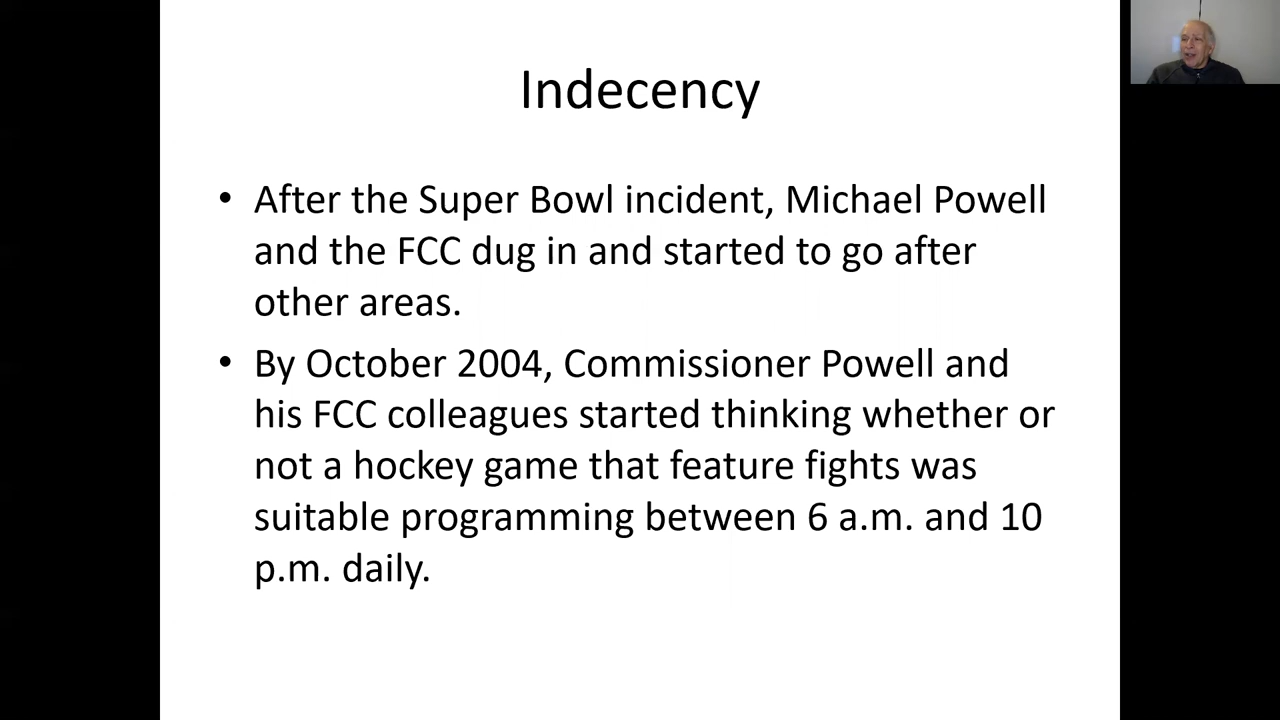 Indecency
• After the Super Bowl incident, Michael Powell
and the FCC dug in and started to go after
other areas.
• By October 2004, Commissioner Powell and
his FCC colleagues started thinking whether or
not a hockey game that feature fights was
suitable programming between 6 a.m. and 10
p.m. daily.